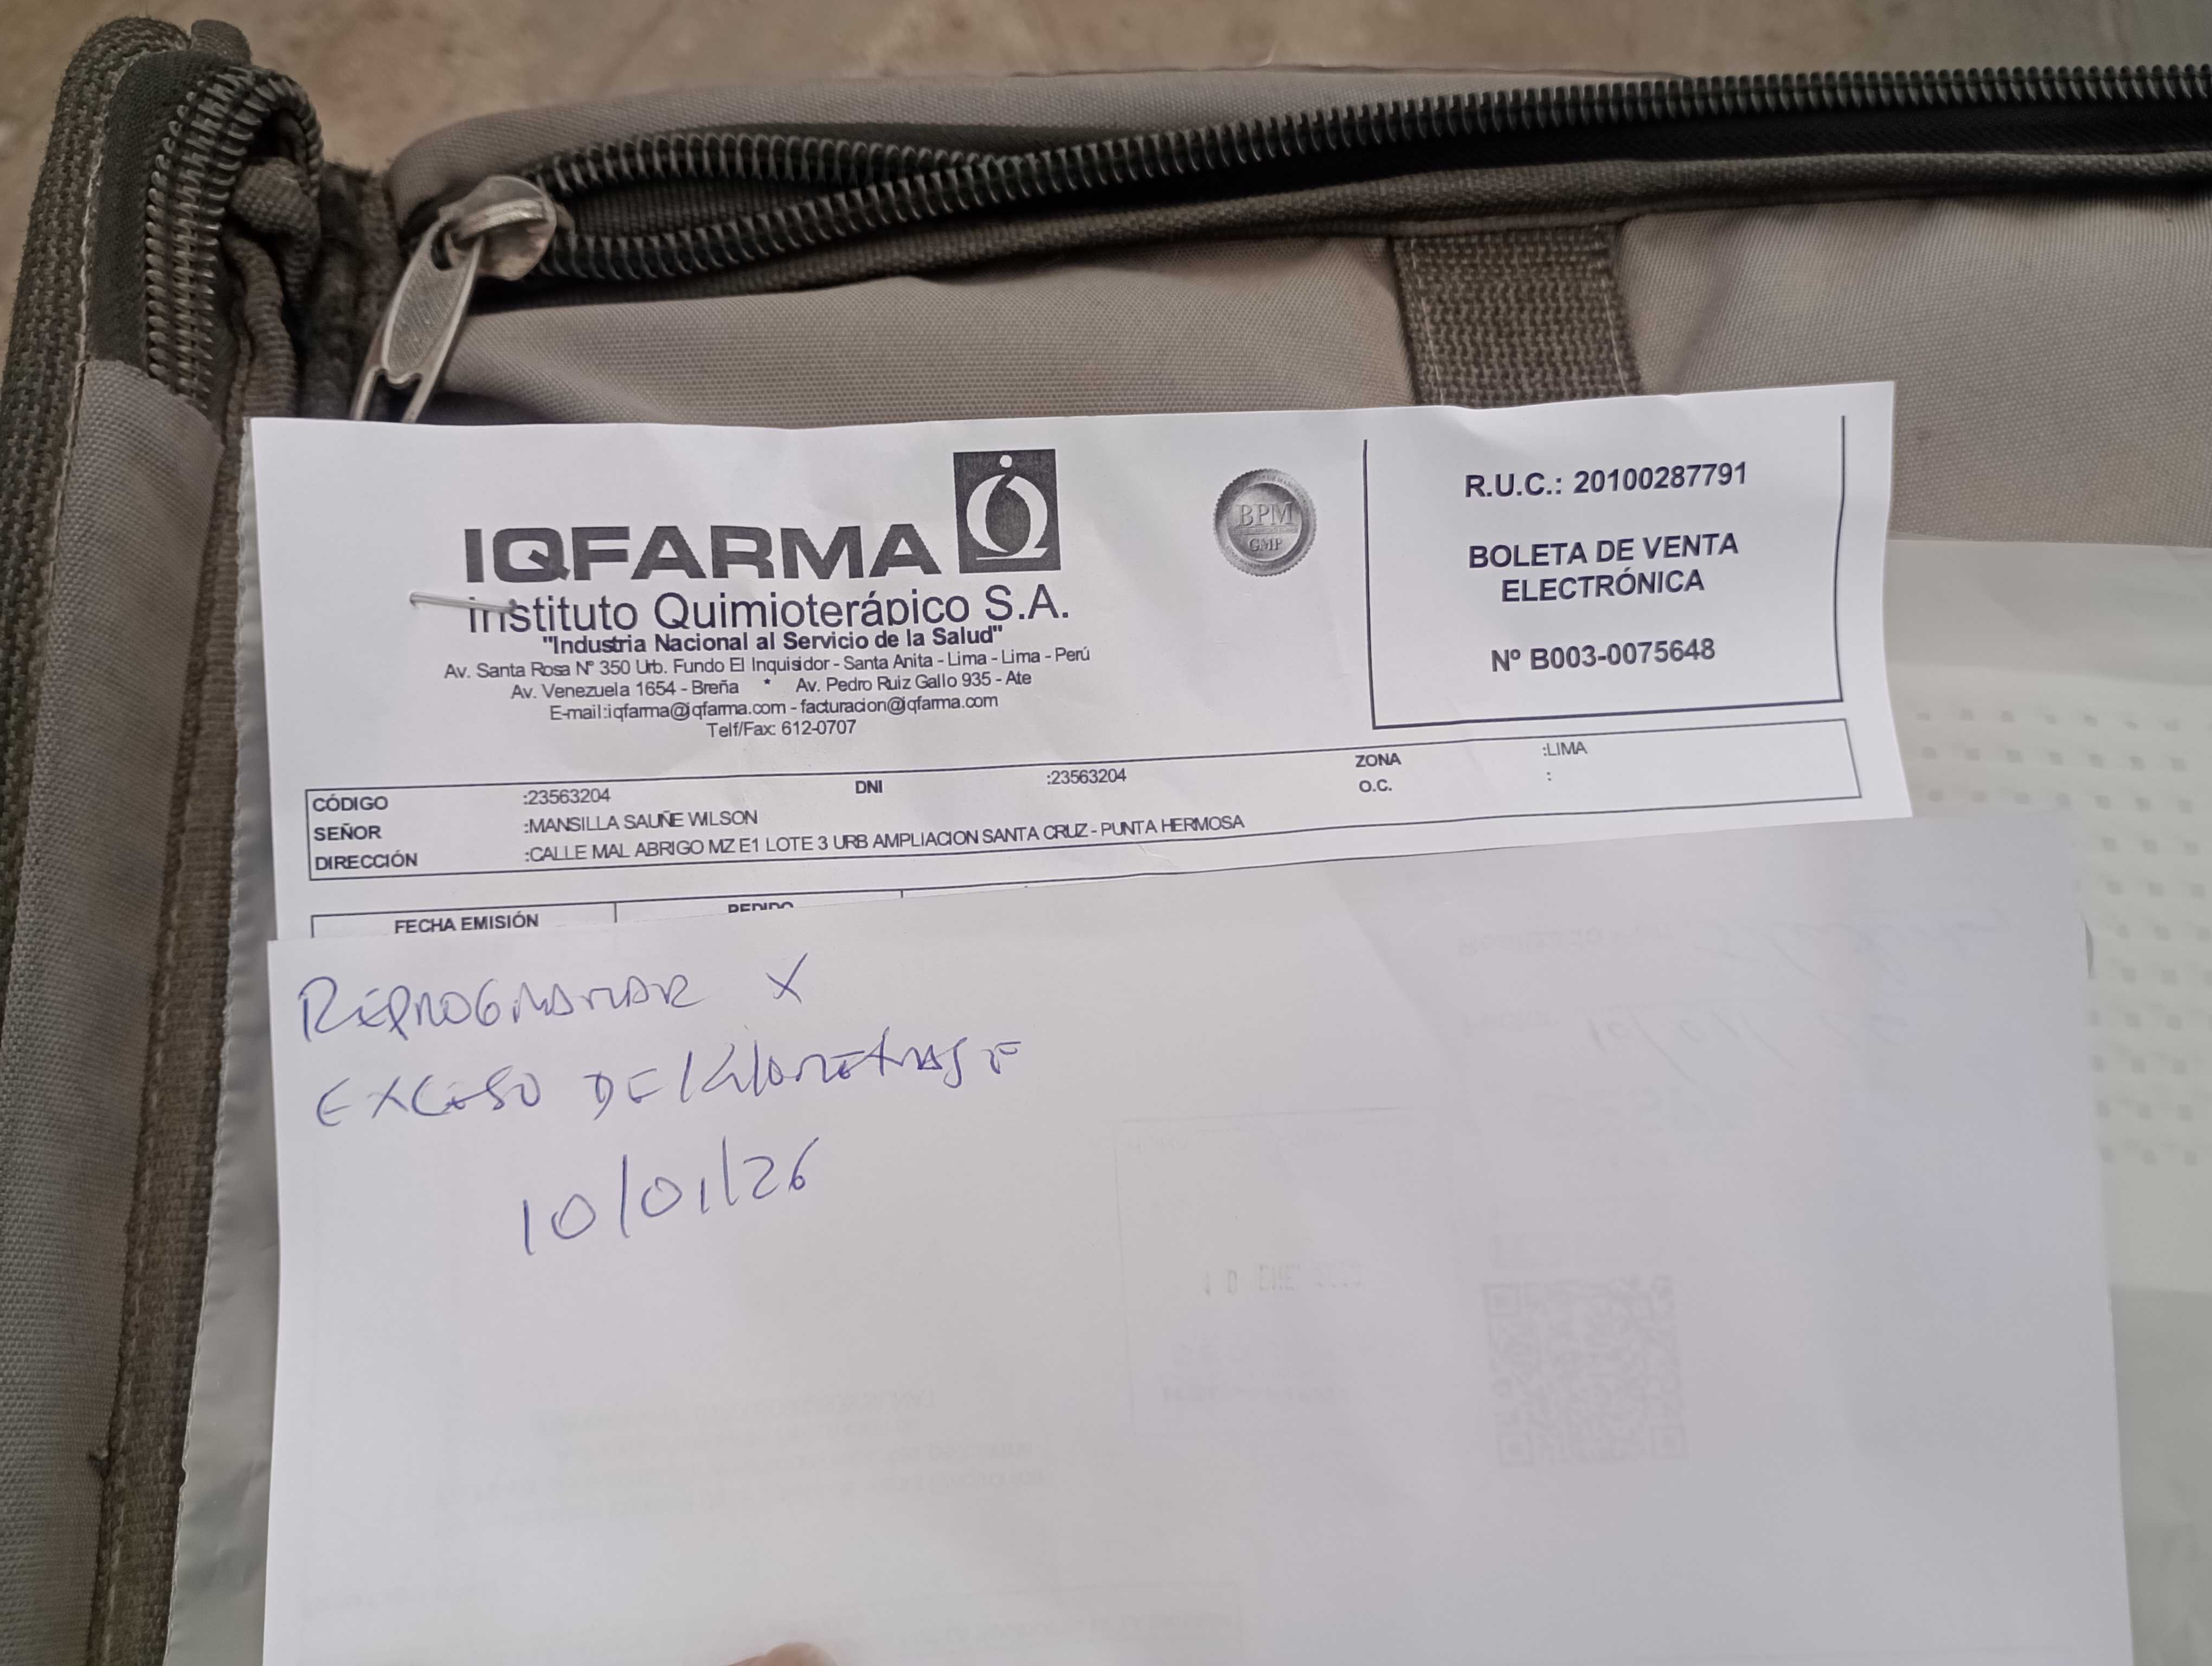 IQFARMA
Instituto Quimioterápico S.A.
"Industria Nacional al Servicio de la Salud"
Av. Santa Rosa Nº 350 Urb. Fundo El Inquisidor - Santa Anita - Lima - Lima - Perú
Av. Venezuela 1654 - Breña * Av. Pedro Ruiz Gallo 935 - Ate
E-mail:iqfarma@iqfarma.com - facturacion@iqfarma.com
Telf/Fax: 612-0707
BPM
GMP
R.U.C.: 20100287791
BOLETA DE VENTA
ELECTRÓNICA
Nº B003-0075648
CÓDIGO :23563204 DNI :23563204 ZONA :LIMA
SEÑOR :MANSILLA SAUÑE WILSON O.C. :
DIRECCIÓN :CALLE MAL ABRIGO MZ E1 LOTE 3 URB AMPLIACION SANTA CRUZ - PUNTA HERMOSA
FECHA EMISIÓN PEDIDO
REPROGRAMAR X
EXCESO DE KILOMETRAJE
10/01/26